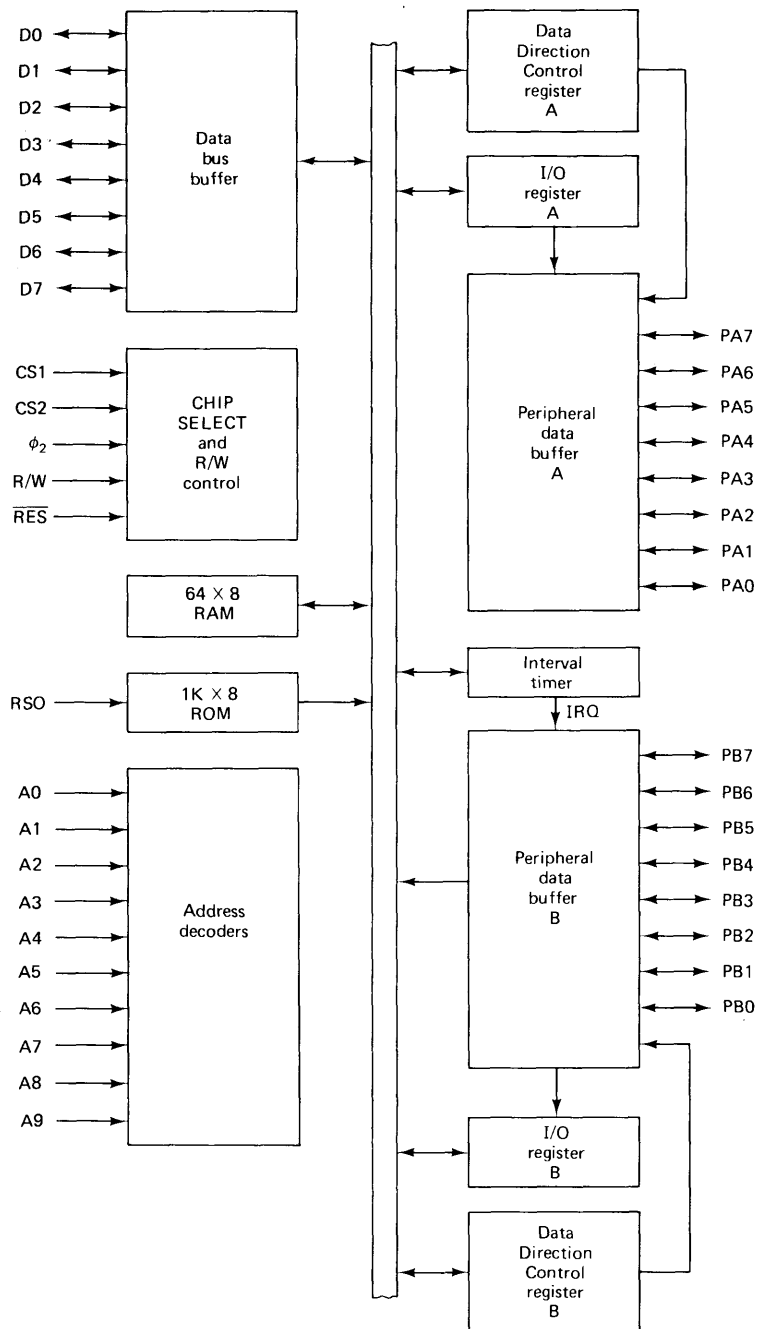 D0
D1
D2
D3
D4
D5
D6
D7
Data
bus
buffer
CS1
CS2
ϕ2
R/W
R̅E̅S̅
CHIP
SELECT
and
R/W
control
64 × 8
RAM
RSO
1K × 8
ROM
A0
A1
A2
A3
A4
A5
A6
A7
A8
A9
Address
decoders
Data
Direction
Control
register
A
I/O
register
A
Peripheral
data
buffer
A
PA7
PA6
PA5
PA4
PA3
PA2
PA1
PA0
Interval
timer
IRQ
Peripheral
data
buffer
B
PB7
PB6
PB5
PB4
PB3
PB2
PB1
PB0
I/O
register
B
Data
Direction
Control
register
B